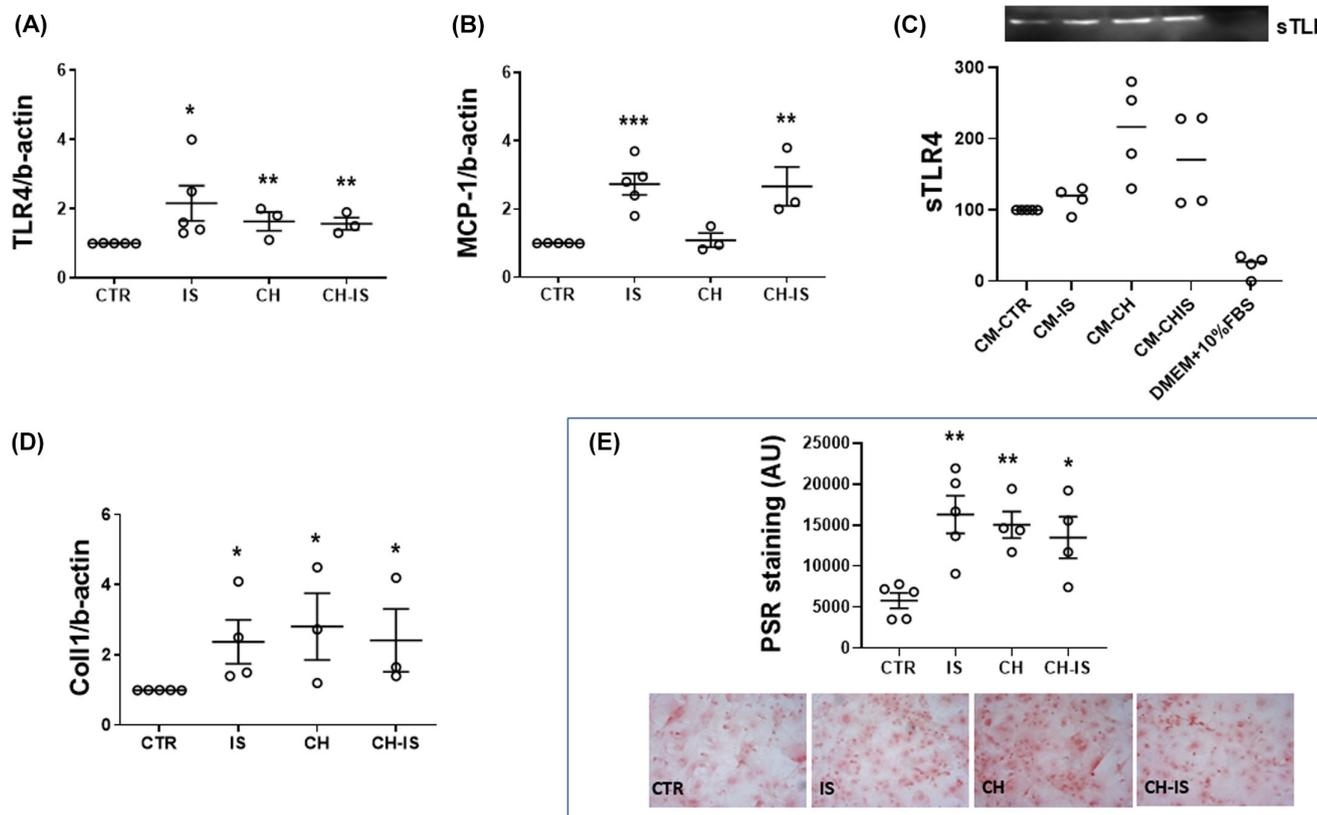 (A)
TLR4/b-actin
6
4
2
0
*
**
**
CTR IS CH CH-IS
(B)
MCP-1/b-actin
6
4
2
0
***
**
CTR IS CH CH-IS
(C)
sTLR4
300
200
100
0
CM-CTR
CM-IS
CM-CH
CM-CHIS
DMEM+10%FBS
(D)
Coll1/b-actin
6
4
2
0
*
*
*
CTR IS CH CH-IS
(E)
PSR staining (AU)
25000
20000
15000
10000
5000
0
**
**
*
CTR IS CH CH-IS
CTR IS CH CH-IS